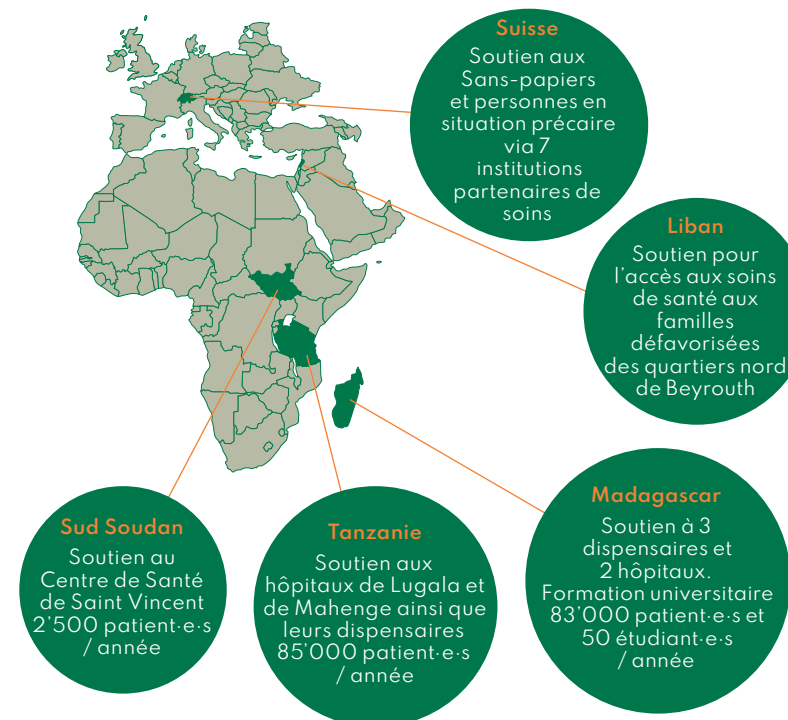 Suisse
Soutien aux
Sans-papiers
et personnes en
situation précaire
via 7
institutions
partenaires de
soins
Liban
Soutien pour
l'accès aux soins
de santé aux
familles
défavorisées
des quartiers nord
de Beyrouth
Sud Soudan
Soutien au
Centre de Santé
de Saint Vincent
2'500 patient·e·s
/ année
Tanzanie
Soutien aux
hôpitaux de Lugala et
de Mahenge ainsi que
leurs dispensaires
85'000 patient·e·s
/ année
Madagascar
Soutien à 3
dispensaires et
2 hôpitaux.
Formation universitaire
83'000 patient·e·s et
50 étudiant·e·s
/ année